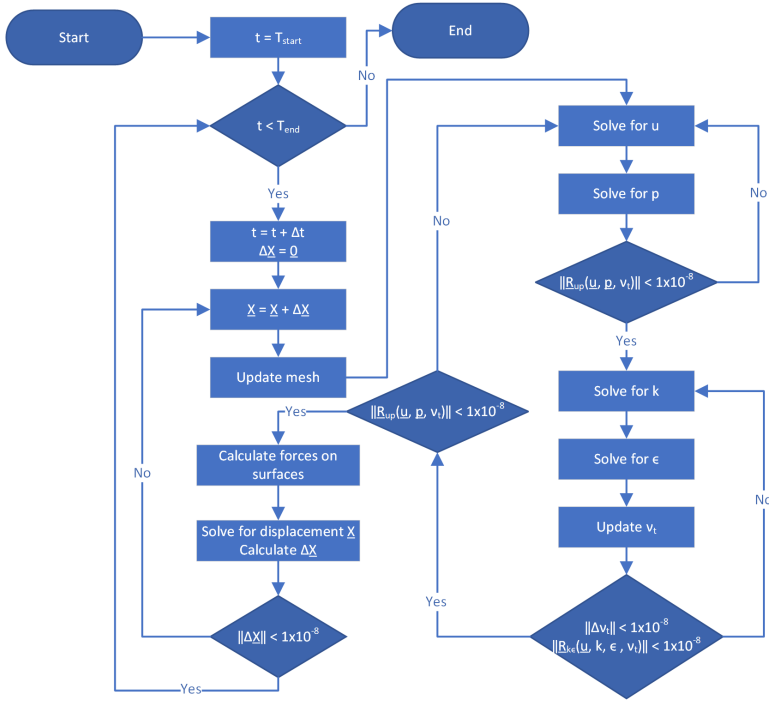 Start
t = Tstart
End
No
t < Tend
Yes
t = t + Δt
ΔX = 0
X = X + ΔX
Update mesh
Solve for u
Solve for p
No
‖Rup(u, p, νt)‖ < 1x10-8
Yes
Solve for k
Solve for ϵ
Update νt
No
‖Δνt‖ < 1x10-8
‖Rkϵ(u, k, ϵ , νt)‖ < 1x10-8
Yes
‖Rup(u, p, νt)‖ < 1x10-8
No
Yes
Calculate forces on
surfaces
Solve for displacement X
Calculate ΔX
‖ΔX‖ < 1x10-8
No
Yes